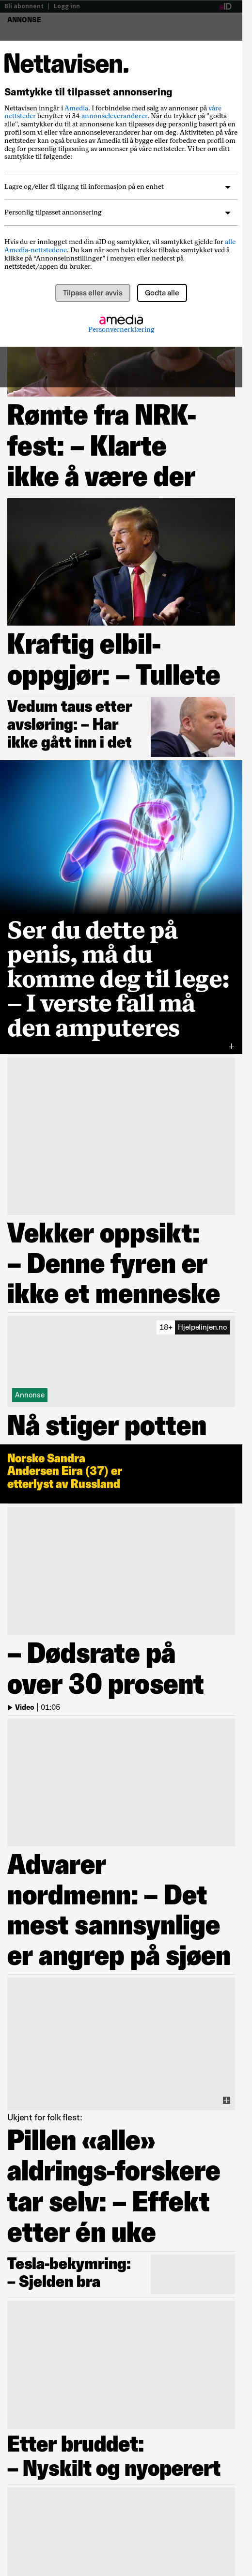 Bli abonnent | Logg inn aID
ANNONSE
Nettavisen.
Samtykke til tilpasset annonsering
Nettavisen inngår i Amedia. I forbindelse med salg av annonser på våre
nettsteder benytter vi 34 annonseleverandører. Når du trykker på "godta
alle", samtykker du til at annonsene kan tilpasses deg personlig basert på en
profil med data vi eller våre annonseleverandører har om deg. Aktivitet på våre
nettsteder kan også brukes av Amedia til å bygge eller forbedre en profil om
deg for personlig tilpasning av annonser på våre nettsteder. Vi ber om ditt
samtykke til følgende:
Lagre og/eller få tilgang til informasjon på en enhet
Personlig tilpasset annonsering
Hvis du er innlogget med din aID og samtykker, vil samtykket gjelde for alle
Amedia-nettstedene. Du kan når som helst trekke tilbake samtykket ved å
klikke på “Annonseinnstillinger” i menyen eller nederst på
nettstedet/appen du bruker.
Tilpass eller avvis
Godta alle
amedia
Personvernerklæring
Rømte fra NRK-
fest: – Klarte
ikke å være der
Kraftig elbil-
oppgjør: – Tullete
Vedum taus etter
avsløring: – Har
ikke gått inn i det
Ser du dette på
penis, må du
komme deg til lege:
– I verste fall må
den amputeres
Vekker oppsikt:
– Denne fyren er
ikke et menneske
18+ Hjelpelinjen.no
Annonse
Nå stiger potten
Norske Sandra
Andersen Eira (37) er
etterlyst av Russland
– Dødsrate på
over 30 prosent
Video | 01:05
Advarer
nordmenn: – Det
mest sannsynlige
er angrep på sjøen
Ukjent for folk flest:
Pillen «alle»
aldrings-forskere
tar selv: – Effekt
etter én uke
Tesla-bekymring:
– Sjelden bra
Etter bruddet:
– Nyskilt og nyoperert